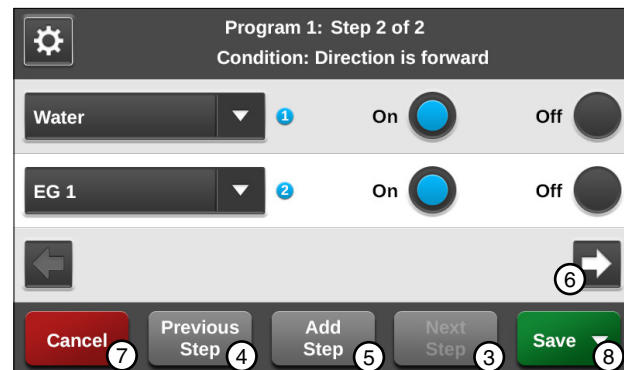 Program 1: Step 2 of 2
Condition: Direction is forward
Water 1 On Off
EG 1 2 On Off
6
Cancel 7 Previous Step 4 Add Step 5 Next Step 3 Save 8